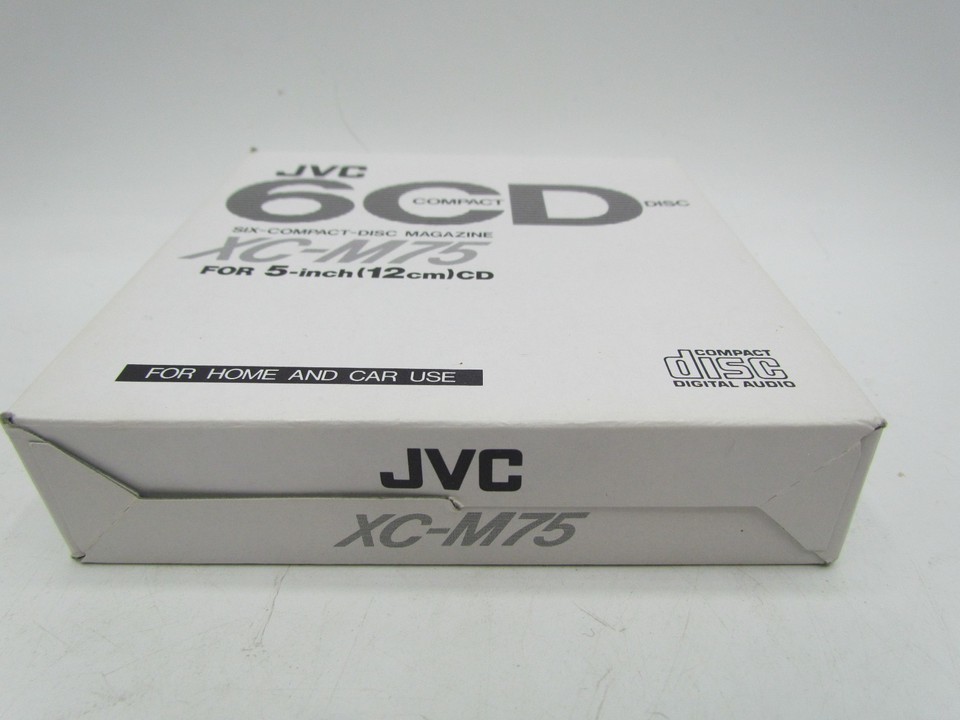 JVC
6CD
COMPACT DISC
SIX-COMPACT-DISC MAGAZINE
XC-M75
FOR 5-inch(12cm)CD
FOR HOME AND CAR USE
COMPACT
disc
DIGITAL AUDIO
JVC
XC-M75